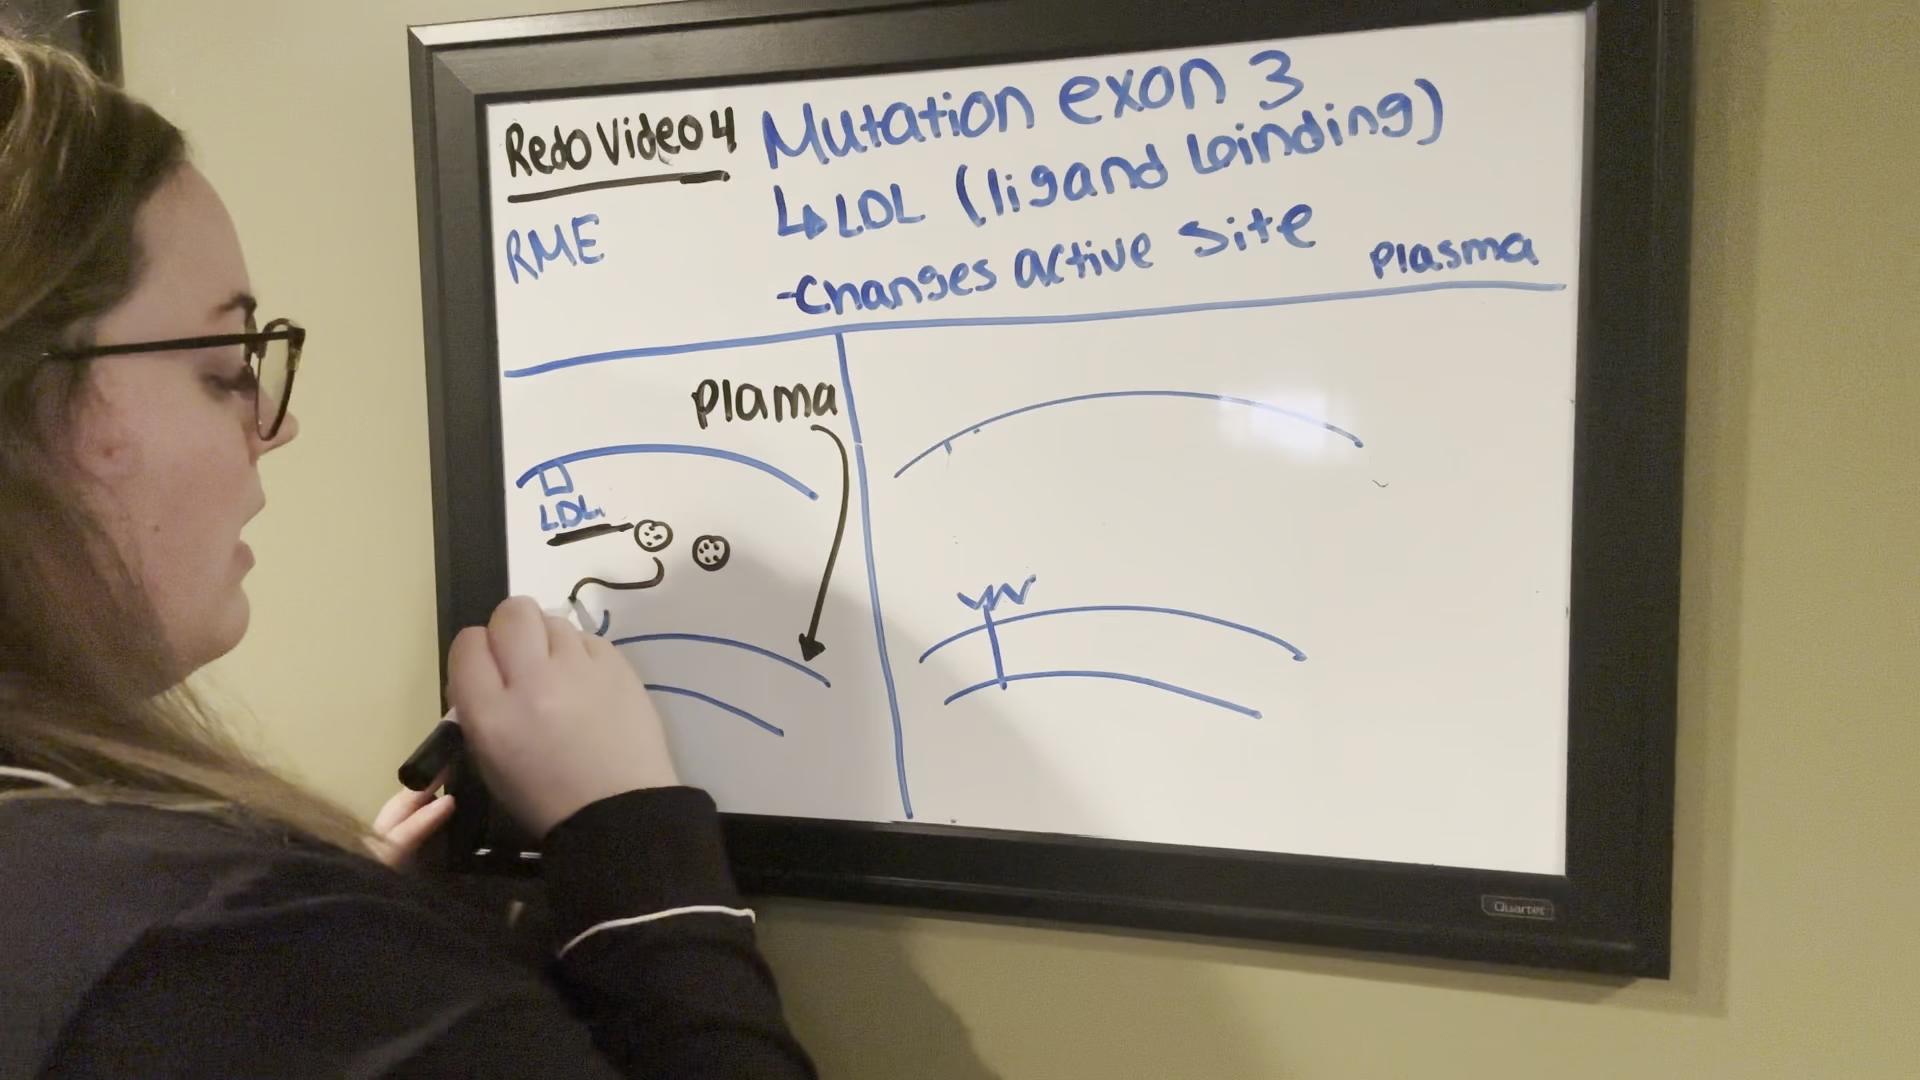 Redo Video 4
Mutation exon 3
↳ LDL (ligand binding)
RME
-Changes active site
Plasma
Plama
LDL
Quartet